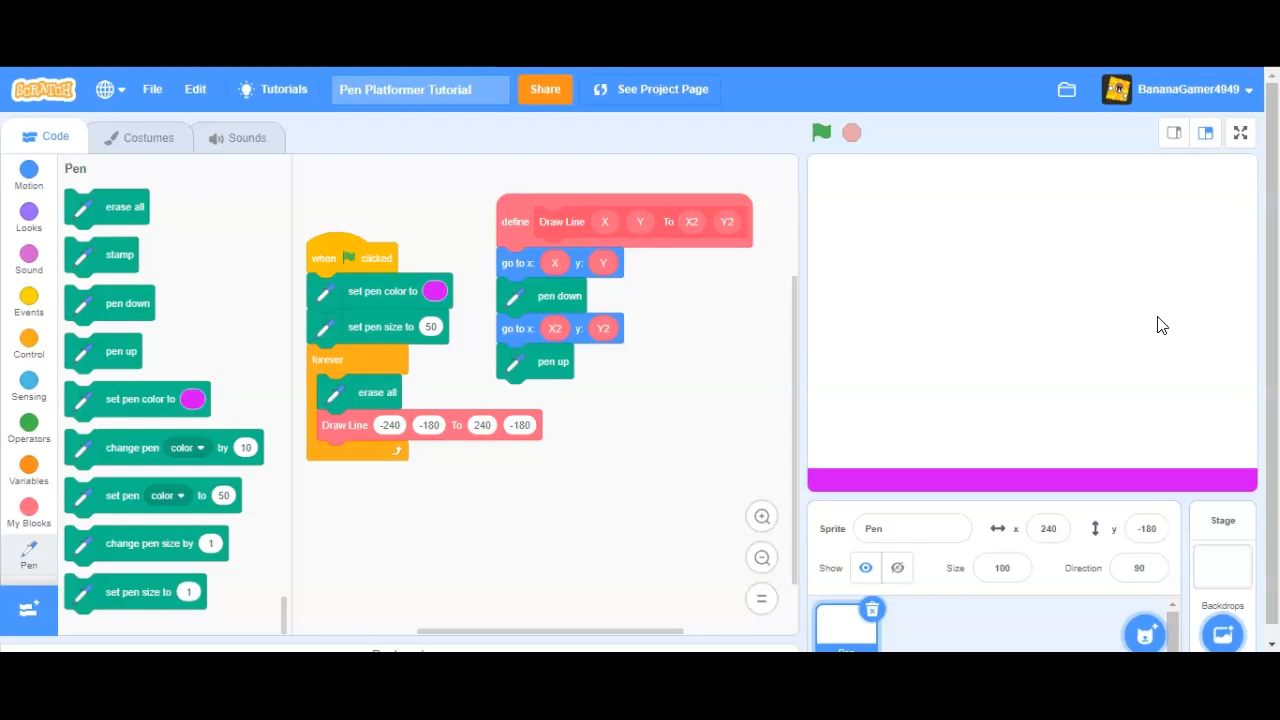 SCRATCH File Edit Tutorials Pen Platformer Tutorial Share See Project Page BananaGamer4949
Code Costumes Sounds
Motion
Looks
Sound
Events
Control
Sensing
Operators
Variables
My Blocks
Pen
Pen
erase all
stamp
pen down
pen up
set pen color to
change pen color by 10
set pen color to 50
change pen size by 1
set pen size to 1
when clicked
set pen color to
set pen size to 50
forever
erase all
Draw Line -240 -180 To 240 -180
define Draw Line X Y To X2 Y2
go to x: X y: Y
pen down
go to x: X2 y: Y2
pen up
Sprite Pen x 240 y -180
Show Size 100 Direction 90
Stage
Backdrops